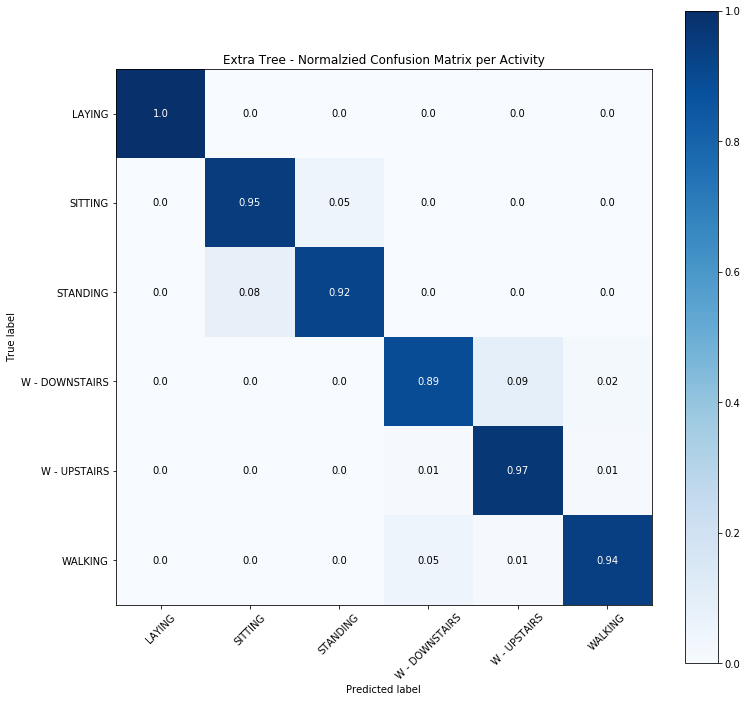 Extra Tree - Normalzied Confusion Matrix per Activity
1.0
LAYING 1.0 0.0 0.0 0.0 0.0 0.0
0.8
SITTING 0.0 0.95 0.05 0.0 0.0 0.0
STANDING 0.0 0.08 0.92 0.0 0.0 0.0
0.6
True label
W - DOWNSTAIRS 0.0 0.0 0.0 0.89 0.09 0.02
0.4
W - UPSTAIRS 0.0 0.0 0.0 0.01 0.97 0.01
0.2
WALKING 0.0 0.0 0.0 0.05 0.01 0.94
0.0
LAYING SITTING STANDING W - DOWNSTAIRS W - UPSTAIRS WALKING
Predicted label